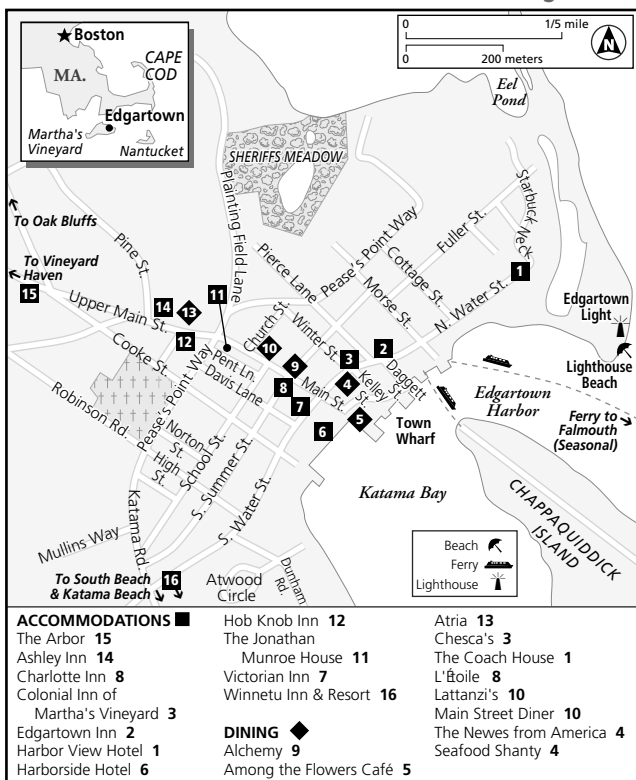 0 1/5 mile
0 200 meters
N
Boston
MA.
CAPE
COD
Edgartown
Martha's
Vineyard
Nantucket
Eel
Pond
SHERIFFS MEADOW
To Oak Bluffs
To Vineyard
Haven
Pine St.
Planting Field Lane
Pierce Lane
Pease's Point Way
Cottage St.
Morse St.
Fuller St.
Starbuck Neck
N. Water St.
15
14
13
11
12
10
9
8
7
6
3
4
5
2
1
16
Upper Main St.
Cooke St.
Robinson Rd.
Church St.
Winter St.
Pent Ln.
Davis Lane
Main St.
Kelley
St.
Daggett
St.
Pease's Point Way
Norton
St.
High
St.
School St.
S. Summer St.
S. Water St.
Katama Rd.
Mullins Way
Dunham
Rd.
Atwood
Circle
To South Beach
& Katama Beach
Town
Wharf
Edgartown
Harbor
Katama Bay
Edgartown
Light
Lighthouse
Beach
Ferry to
Falmouth
(Seasonal)
CHAPPAQUIDDICK
ISLAND
Beach
Ferry
Lighthouse
ACCOMMODATIONS
The Arbor 15
Ashley Inn 14
Charlotte Inn 8
Colonial Inn of
Martha's Vineyard 3
Edgartown Inn 2
Harbor View Hotel 1
Harborside Hotel 6
Hob Knob Inn 12
The Jonathan
Munroe House 11
Victorian Inn 7
Winnetu Inn & Resort 16
DINING
Alchemy 9
Among the Flowers Café 5
Atria 13
Chesca's 3
The Coach House 1
L'Étoile 8
Lattanzi's 10
Main Street Diner 10
The Newes from America 4
Seafood Shanty 4